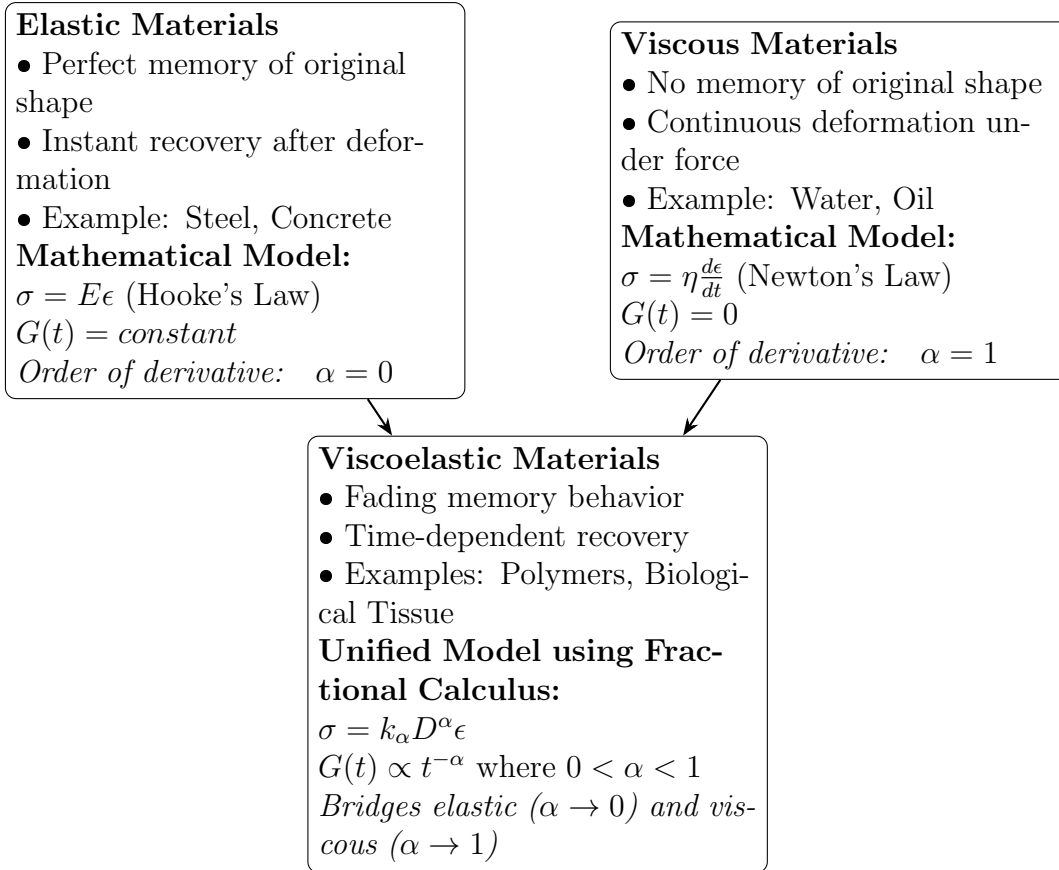 Elastic Materials
• Perfect memory of original
shape
• Instant recovery after defor-
mation
• Example: Steel, Concrete
Mathematical Model:
σ = Eϵ (Hooke's Law)
G(t) = constant
Order of derivative: α = 0
Viscous Materials
• No memory of original shape
• Continuous deformation un-
der force
• Example: Water, Oil
Mathematical Model:
σ = η dϵ/dt (Newton's Law)
G(t) = 0
Order of derivative: α = 1
Viscoelastic Materials
• Fading memory behavior
• Time-dependent recovery
• Examples: Polymers, Biologi-
cal Tissue
Unified Model using Frac-
tional Calculus:
σ = k_α D^α ϵ
G(t) ∝ t^{−α} where 0 < α < 1
Bridges elastic (α → 0) and vis-
cous (α → 1)